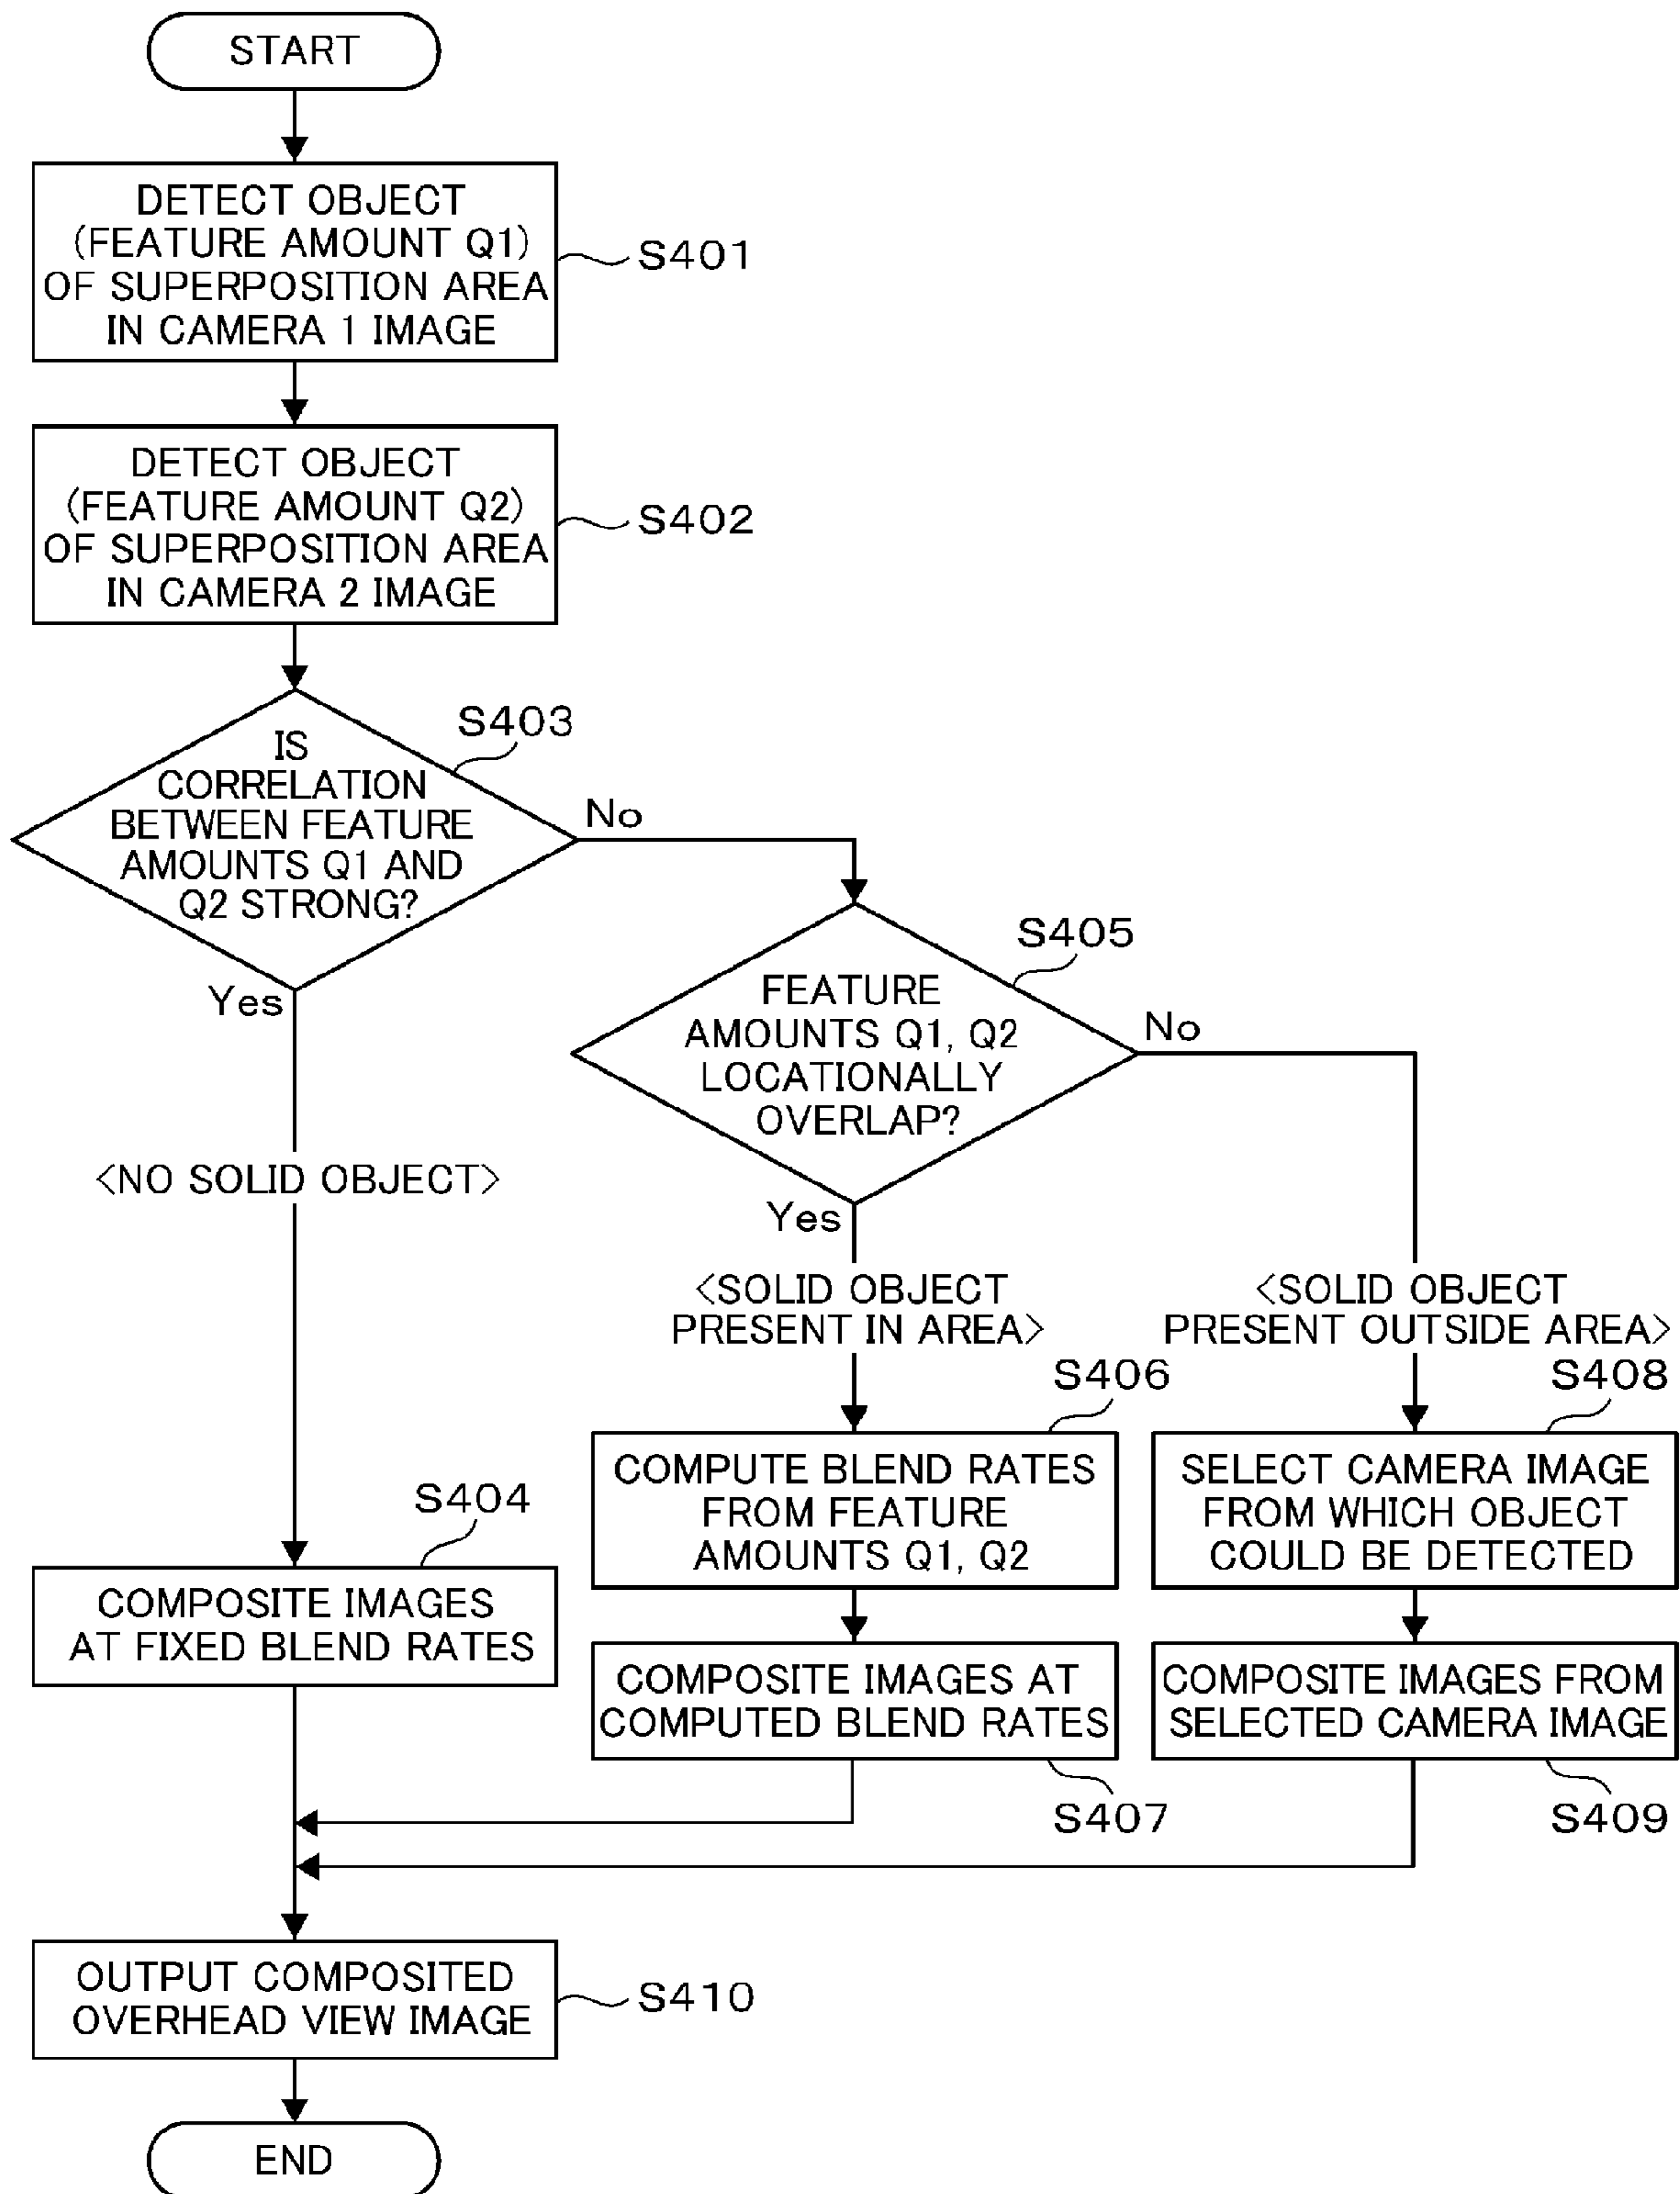 START
DETECT OBJECT
(FEATURE AMOUNT Q1)
OF SUPERPOSITION AREA
IN CAMERA 1 IMAGE
S401
DETECT OBJECT
(FEATURE AMOUNT Q2)
OF SUPERPOSITION AREA
IN CAMERA 2 IMAGE
S402
S403
IS
CORRELATION
BETWEEN FEATURE
AMOUNTS Q1 AND
Q2 STRONG?
No
Yes
S405
FEATURE
AMOUNTS Q1, Q2
LOCATIONALLY
OVERLAP?
No
Yes
<NO SOLID OBJECT>
<SOLID OBJECT
PRESENT IN AREA>
<SOLID OBJECT
PRESENT OUTSIDE AREA>
S404
COMPOSITE IMAGES
AT FIXED BLEND RATES
S406
COMPUTE BLEND RATES
FROM FEATURE
AMOUNTS Q1, Q2
S408
SELECT CAMERA IMAGE
FROM WHICH OBJECT
COULD BE DETECTED
COMPOSITE IMAGES AT
COMPUTED BLEND RATES
S407
COMPOSITE IMAGES FROM
SELECTED CAMERA IMAGE
S409
OUTPUT COMPOSITED
OVERHEAD VIEW IMAGE
S410
END